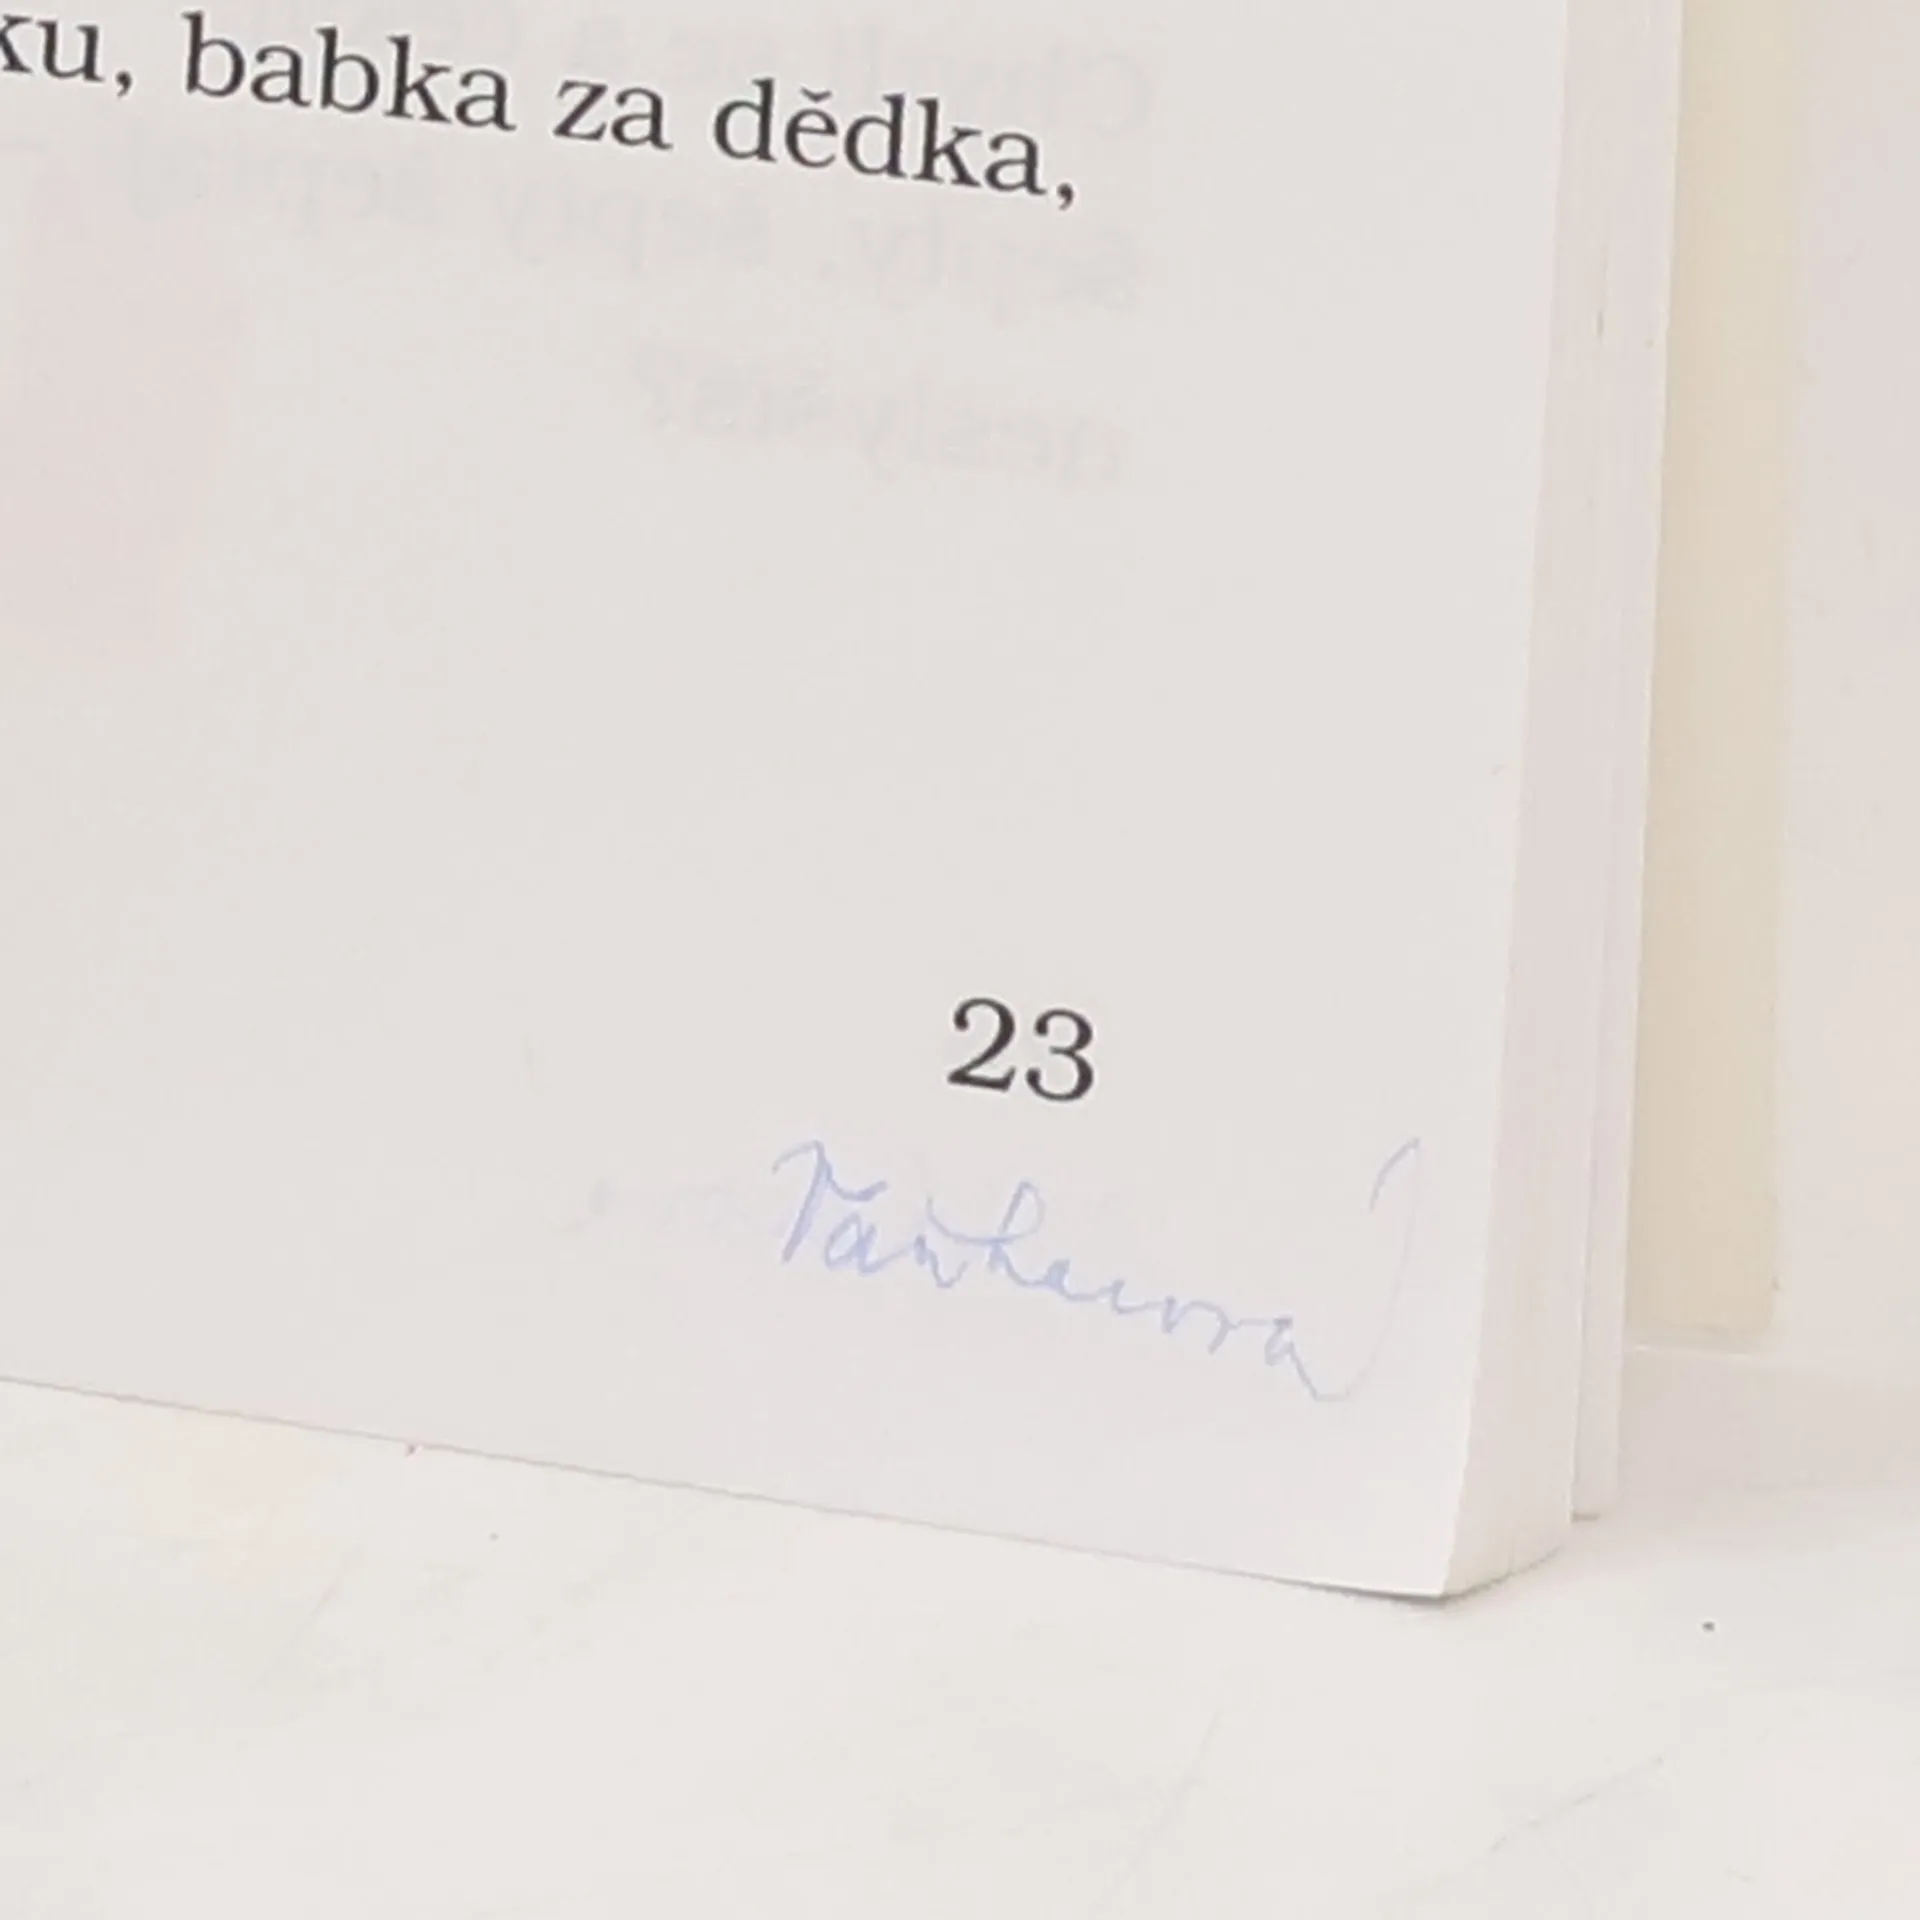 ku, babka za dědka,
23